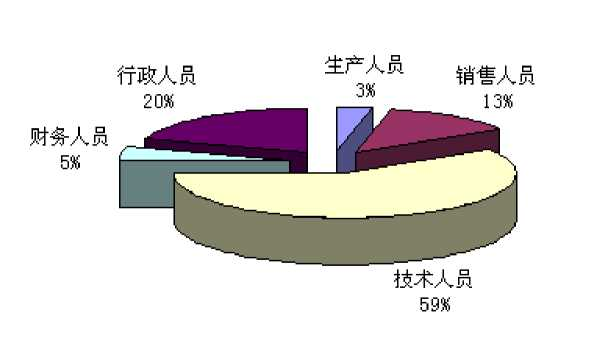 生产人员
3%
销售人员
13%
行政人员
20%
财务人员
5%
技术人员
59%